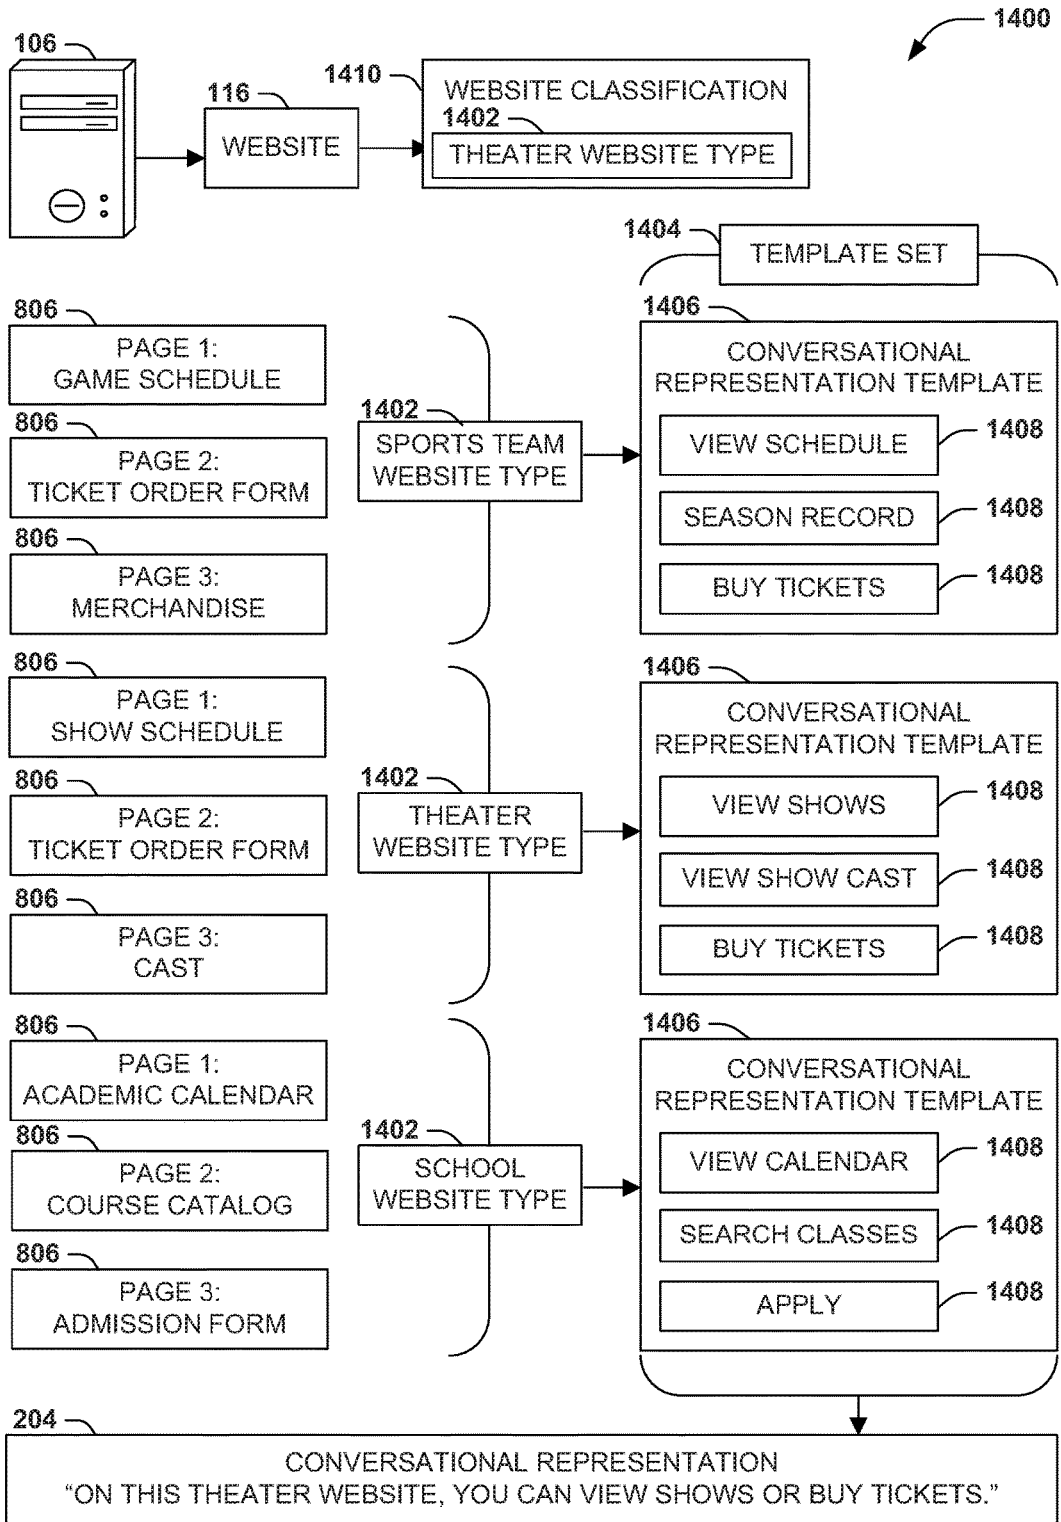 1400
106
1410
WEBSITE CLASSIFICATION
116
1402
WEBSITE
THEATER WEBSITE TYPE
1404
TEMPLATE SET
806
PAGE 1:
GAME SCHEDULE
806
PAGE 2:
TICKET ORDER FORM
806
PAGE 3:
MERCHANDISE
1402
SPORTS TEAM
WEBSITE TYPE
1406
CONVERSATIONAL
REPRESENTATION TEMPLATE
VIEW SCHEDULE
1408
SEASON RECORD
1408
BUY TICKETS
1408
806
PAGE 1:
SHOW SCHEDULE
806
PAGE 2:
TICKET ORDER FORM
806
PAGE 3:
CAST
1402
THEATER
WEBSITE TYPE
1406
CONVERSATIONAL
REPRESENTATION TEMPLATE
VIEW SHOWS
1408
VIEW SHOW CAST
1408
BUY TICKETS
1408
806
PAGE 1:
ACADEMIC CALENDAR
806
PAGE 2:
COURSE CATALOG
806
PAGE 3:
ADMISSION FORM
1402
SCHOOL
WEBSITE TYPE
1406
CONVERSATIONAL
REPRESENTATION TEMPLATE
VIEW CALENDAR
1408
SEARCH CLASSES
1408
APPLY
1408
204
CONVERSATIONAL REPRESENTATION
“ON THIS THEATER WEBSITE, YOU CAN VIEW SHOWS OR BUY TICKETS.”